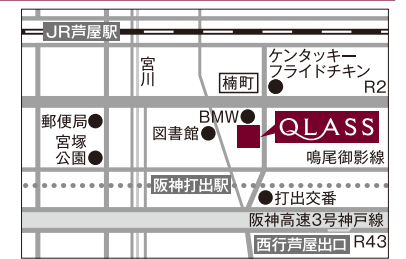 JR芦屋駅
宮川
ケンタッキー
フライドチキン
楠町
R2
BMW
郵便局
図書館
QLASS
宮塚
公園
鳴尾御影線
阪神打出駅
打出交番
阪神高速3号神戸線
西行芦屋出口
R43